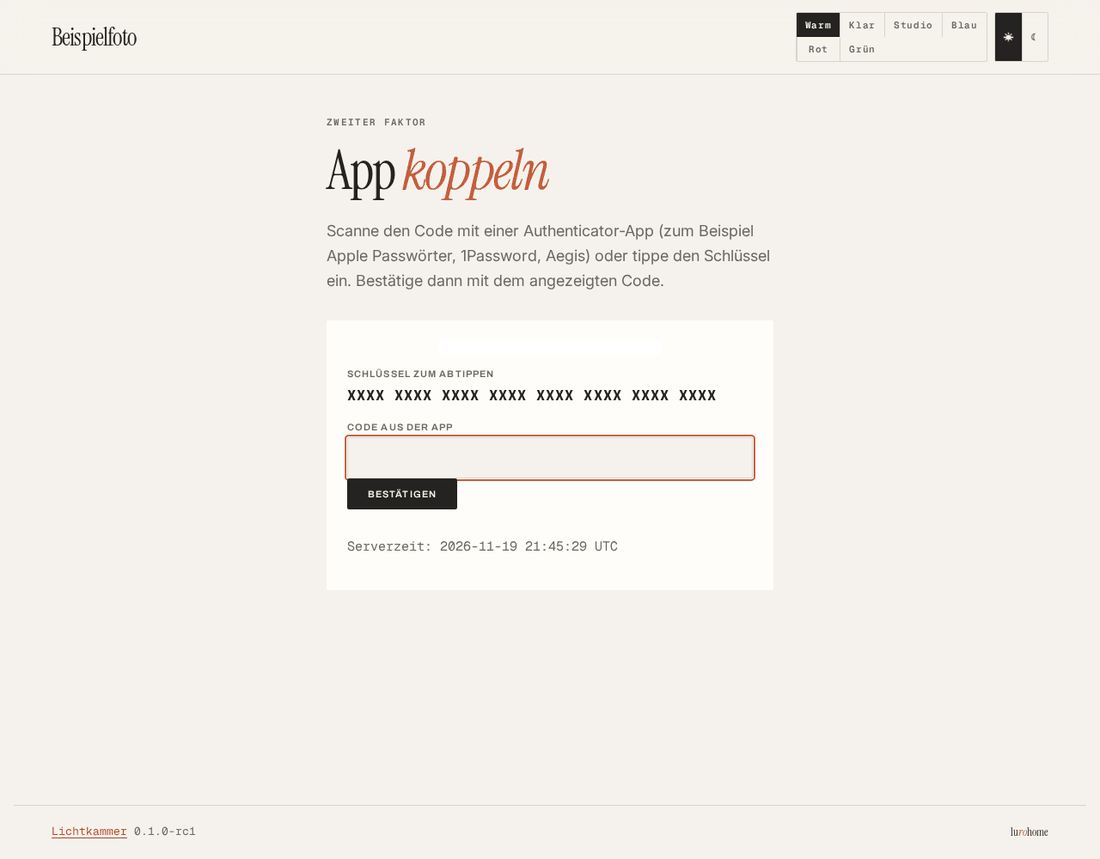 Beispielfoto
Warm Klar Studio Blau
Rot Grün
ZWEITER FAKTOR
App koppeln
Scanne den Code mit einer Authenticator-App (zum Beispiel
Apple Passwörter, 1Password, Aegis) oder tippe den Schlüssel
ein. Bestätige dann mit dem angezeigten Code.
SCHLÜSSEL ZUM ABTIPPEN
XXXX XXXX XXXX XXXX XXXX XXXX XXXX XXXX
CODE AUS DER APP
BESTÄTIGEN
Serverzeit: 2026-11-19 21:45:29 UTC
Lichtkammer 0.1.0-rc1
lurohome